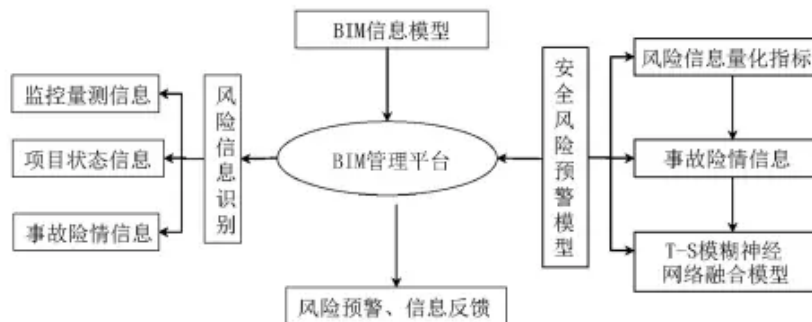 BIM信息模型
监控量测信息
项目状态信息
事故险情信息
风险信息识别
BIM管理平台
风险预警、信息反馈
安全风险预警模型
风险信息量化指标
事故险情信息
T-S模糊神经
网络融合模型